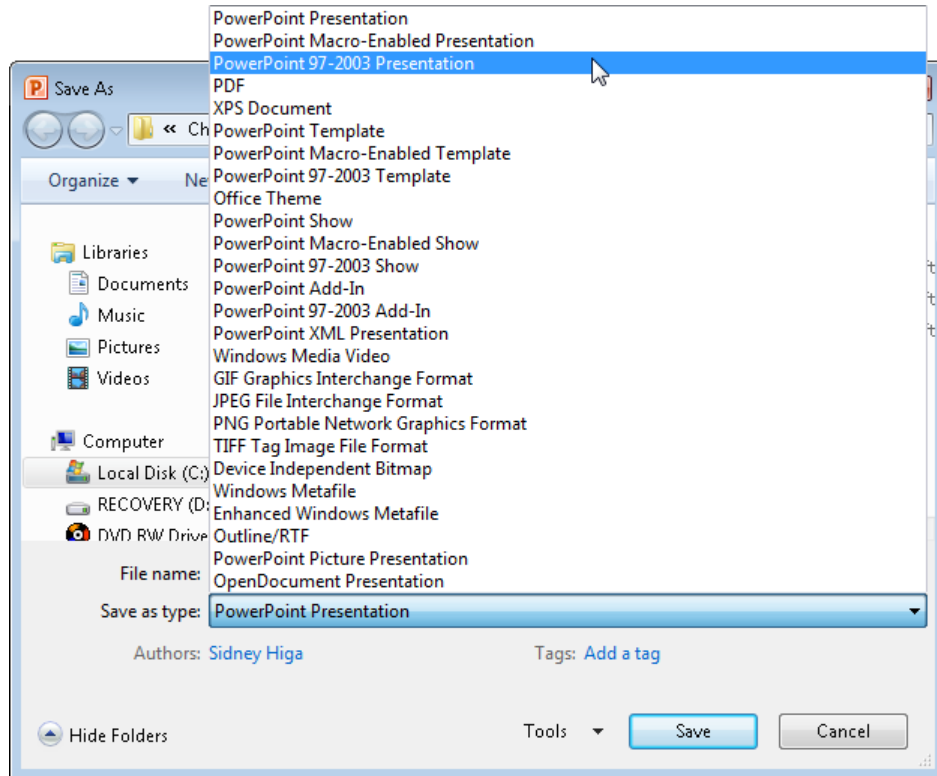 PowerPoint Presentation
PowerPoint Macro-Enabled Presentation
PowerPoint 97-2003 Presentation
Save As
PDF
XPS Document
« Ch
PowerPoint Template
PowerPoint Macro-Enabled Template
Organize
PowerPoint 97-2003 Template
Office Theme
PowerPoint Show
PowerPoint Macro-Enabled Show
PowerPoint 97-2003 Show
PowerPoint Add-In
PowerPoint 97-2003 Add-In
PowerPoint XML Presentation
Windows Media Video
GIF Graphics Interchange Format
JPEG File Interchange Format
PNG Portable Network Graphics Format
TIFF Tag Image File Format
Device Independent Bitmap
Windows Metafile
Enhanced Windows Metafile
Outline/RTF
PowerPoint Picture Presentation
OpenDocument Presentation
Libraries
Documents
Music
Pictures
Videos
Computer
Local Disk (C:)
RECOVERY (D:
DVD RW Drive
File name:
Save as type: PowerPoint Presentation
Authors: Sidney Higa Tags: Add a tag
Hide Folders Tools Save Cancel